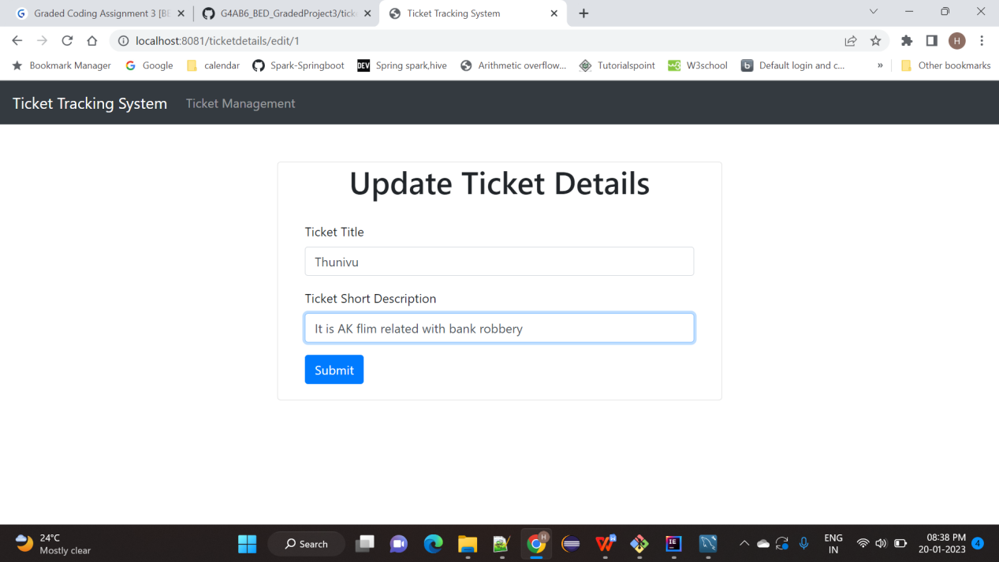 Graded Coding Assignment 3 [BE
G4AB6_BED_GradedProject3/tick
Ticket Tracking System
localhost:8081/ticketdetails/edit/1
H
Bookmark Manager
Google
calendar
Spark-Springboot
DEV
Spring spark,hive
Arithmetic overflow...
Tutorialspoint
W3school
Default login and c...
»
Other bookmarks
Ticket Tracking System
Ticket Management
Update Ticket Details
Ticket Title
Thunivu
Ticket Short Description
It is AK flim related with bank robbery
Submit
24°C
Mostly clear
Search
H
ENG
IN
08:38 PM
20-01-2023
4